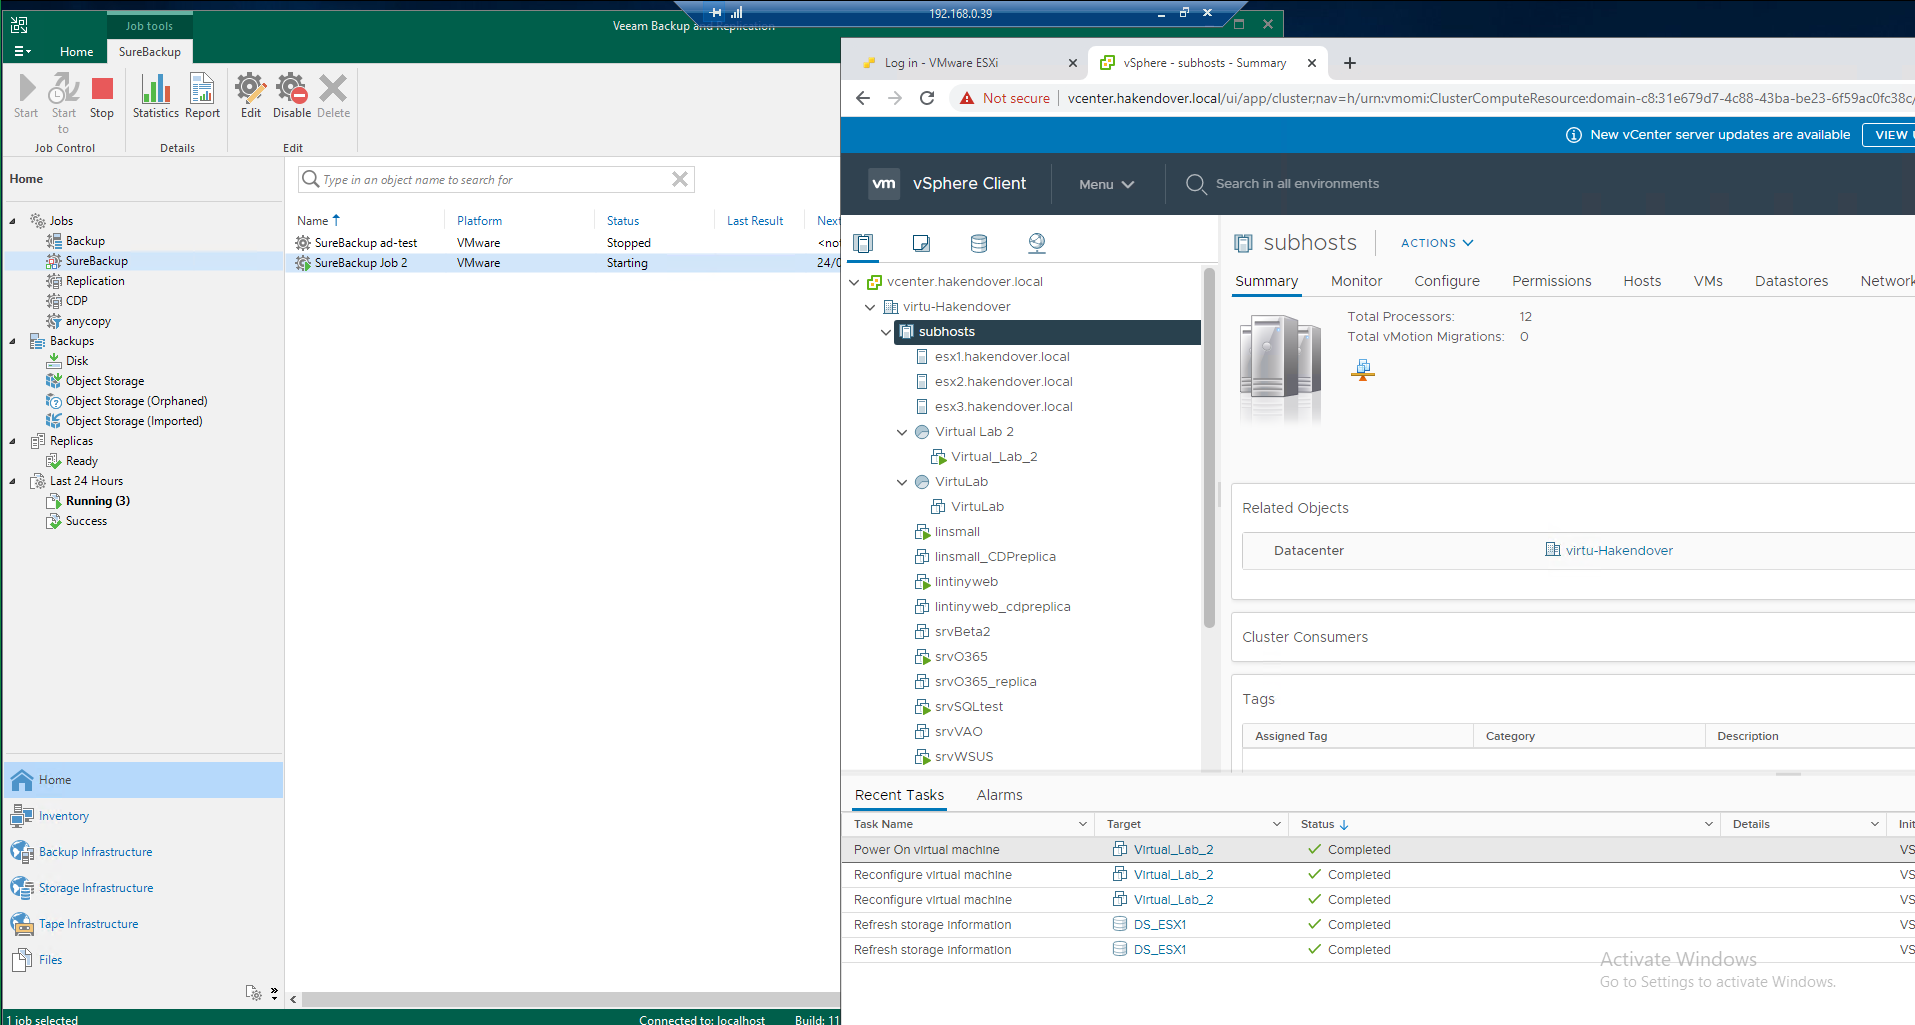 192.168.0.39
Job tools
Veeam Backup and Replication
Home
SureBackup
Start
Start to
Stop
Statistics
Report
Edit
Disable
Delete
Job Control
Details
Edit
Home
Jobs
Backup
SureBackup
Replication
CDP
anycopy
Backups
Disk
Object Storage
Object Storage (Orphaned)
Object Storage (Imported)
Replicas
Ready
Last 24 Hours
Running (3)
Success
Home
Inventory
Backup Infrastructure
Storage Infrastructure
Tape Infrastructure
Files
Type in an object name to search for
Name Platform Status Last Result Next
SureBackup ad-test VMware Stopped <no
SureBackup Job 2 VMware Starting 24/0
1 job selected
Connected to: localhost
Build: 11
Log in - VMware ESXi
vSphere - subhosts - Summary
Not secure
vcenter.hakendover.local/ui/app/cluster;nav=h/urn:vmomi:ClusterComputeResource:domain-c8:31e679d7-4c88-43ba-be23-6f59ac0fc38c/
New vCenter server updates are available
VIEW
vm vSphere Client
Menu
Search in all environments
vcenter.hakendover.local
virtu-Hakendover
subhosts
esx1.hakendover.local
esx2.hakendover.local
esx3.hakendover.local
Virtual Lab 2
Virtual_Lab_2
VirtuLab
VirtuLab
linsmall
linsmall_CDPreplica
lintinyweb
lintinyweb_cdpreplica
srvBeta2
srvO365
srvO365_replica
srvSQLtest
srvVAO
srvWSUS
subhosts
ACTIONS
Summary Monitor Configure Permissions Hosts VMs Datastores Network
Total Processors: 12
Total vMotion Migrations: 0
Related Objects
Datacenter virtu-Hakendover
Cluster Consumers
Tags
Assigned Tag Category Description
Recent Tasks Alarms
Task Name Target Status Details Init
Power On virtual machine Virtual_Lab_2 Completed VS
Reconfigure virtual machine Virtual_Lab_2 Completed VS
Reconfigure virtual machine Virtual_Lab_2 Completed VS
Refresh storage information DS_ESX1 Completed VS
Refresh storage information DS_ESX1 Completed VS
Activate Windows
Go to Settings to activate Windows.